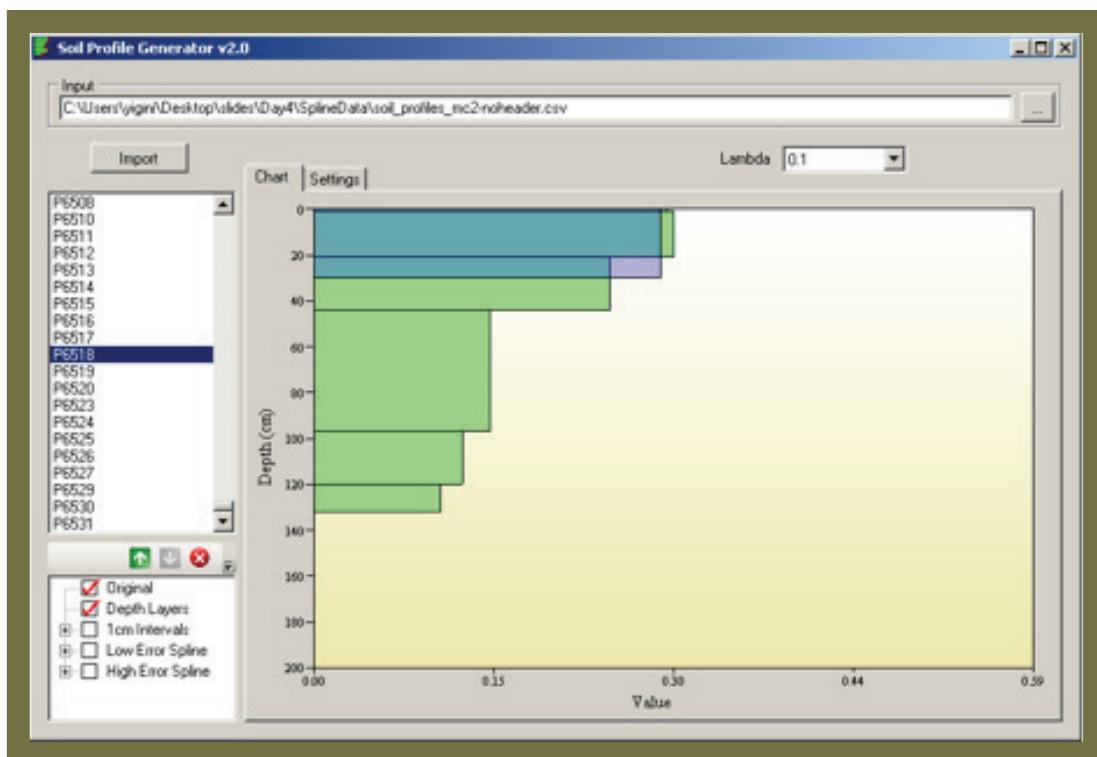 Soil Profile Generator v2.0
Input
C:\Users\yigini\Desktop\slides\Day4\SplineData\soil_profiles_mc2-noheader.csv
...
Import
Lambda 0.1
Chart Settings
P6508
P6510
P6511
P6512
P6513
P6514
P6515
P6516
P6517
P6518
P6519
P6520
P6523
P6524
P6525
P6526
P6527
P6529
P6530
P6531
Original
Depth Layers
1cm Intervals
Low Error Spline
High Error Spline
Depth (cm)
0
20
40
60
80
100
120
140
160
180
200
0.00 0.15 0.30 0.44 0.59
Value